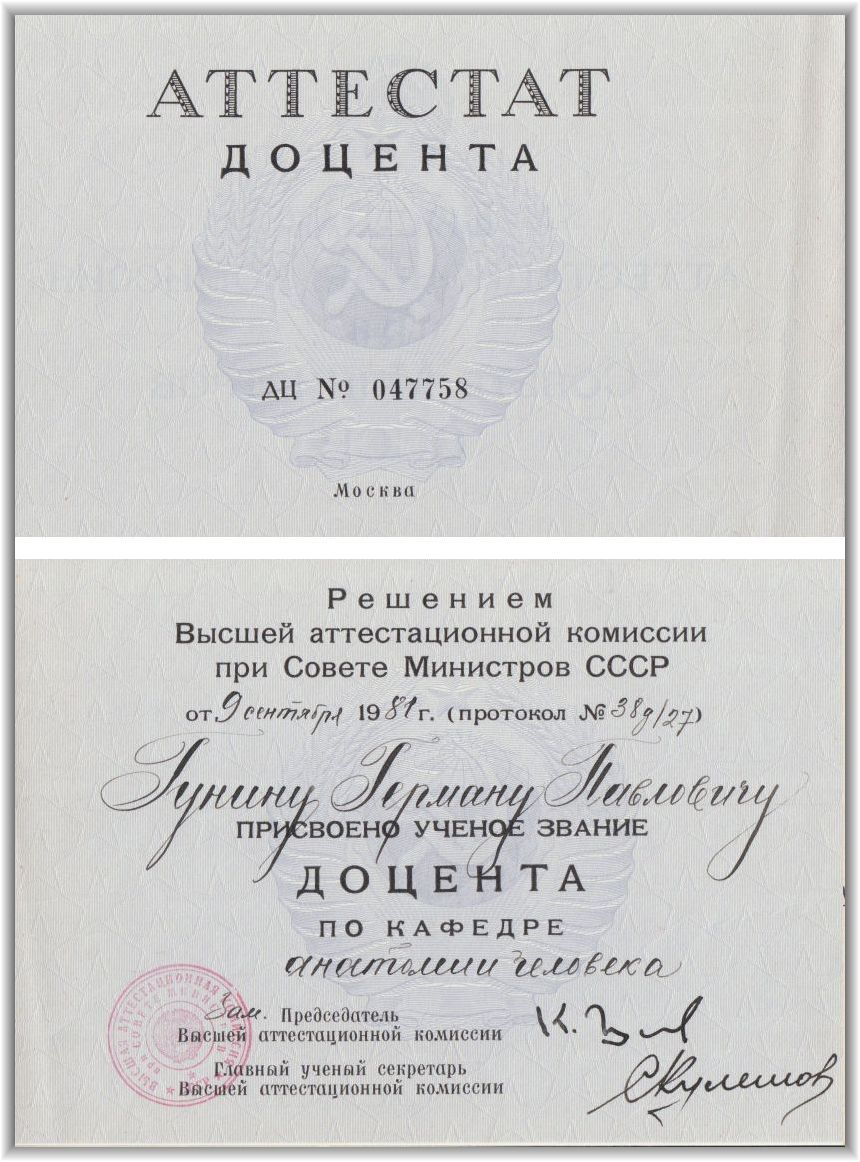 АТТЕСТАТ
ДОЦЕНТА
ДЦ № 047758
Москва
Решением
Высшей аттестационной комиссии
при Совете Министров СССР
от 9 сентября 1981 г. (протокол № 38д/27)
Гунину Герману Павловичу
ПРИСВОЕНО УЧЕНОЕ ЗВАНИЕ
ДОЦЕНТА
ПО КАФЕДРЕ
анатомии человека
Зам. Председатель
Высшей аттестационной комиссии
Главный ученый секретарь
Высшей аттестационной комиссии
СКулешов